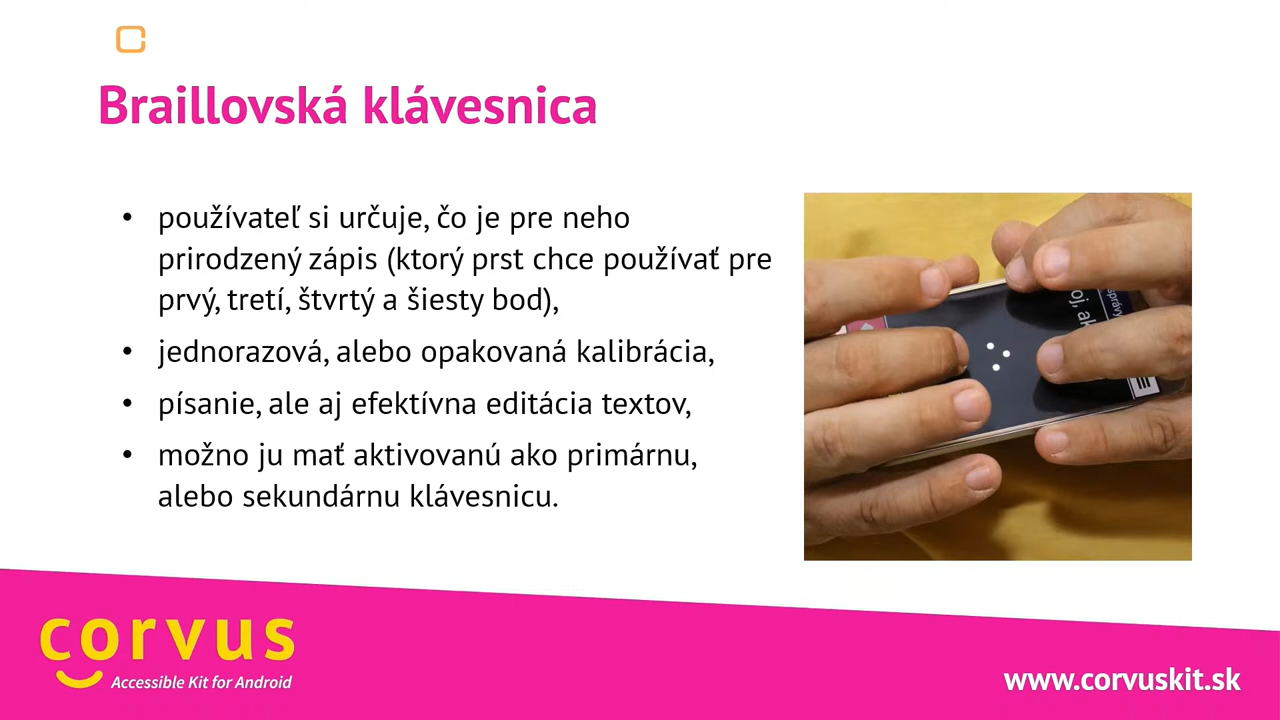 Braillovská klávesnica
• používateľ si určuje, čo je pre neho
prirodzený zápis (ktorý prst chce používať pre
prvý, tretí, štvrtý a šiesty bod),
• jednorazová, alebo opakovaná kalibrácia,
• písanie, ale aj efektívna editácia textov,
• možno ju mať aktivovanú ako primárnu,
alebo sekundárnu klávesnicu.
corvus
Accessible Kit for Android
www.corvuskit.sk